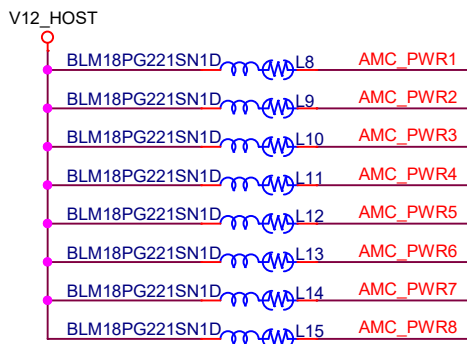 V12_HOST
BLM18PG221SN1D L8 AMC_PWR1
BLM18PG221SN1D L9 AMC_PWR2
BLM18PG221SN1D L10 AMC_PWR3
BLM18PG221SN1D L11 AMC_PWR4
BLM18PG221SN1D L12 AMC_PWR5
BLM18PG221SN1D L13 AMC_PWR6
BLM18PG221SN1D L14 AMC_PWR7
BLM18PG221SN1D L15 AMC_PWR8